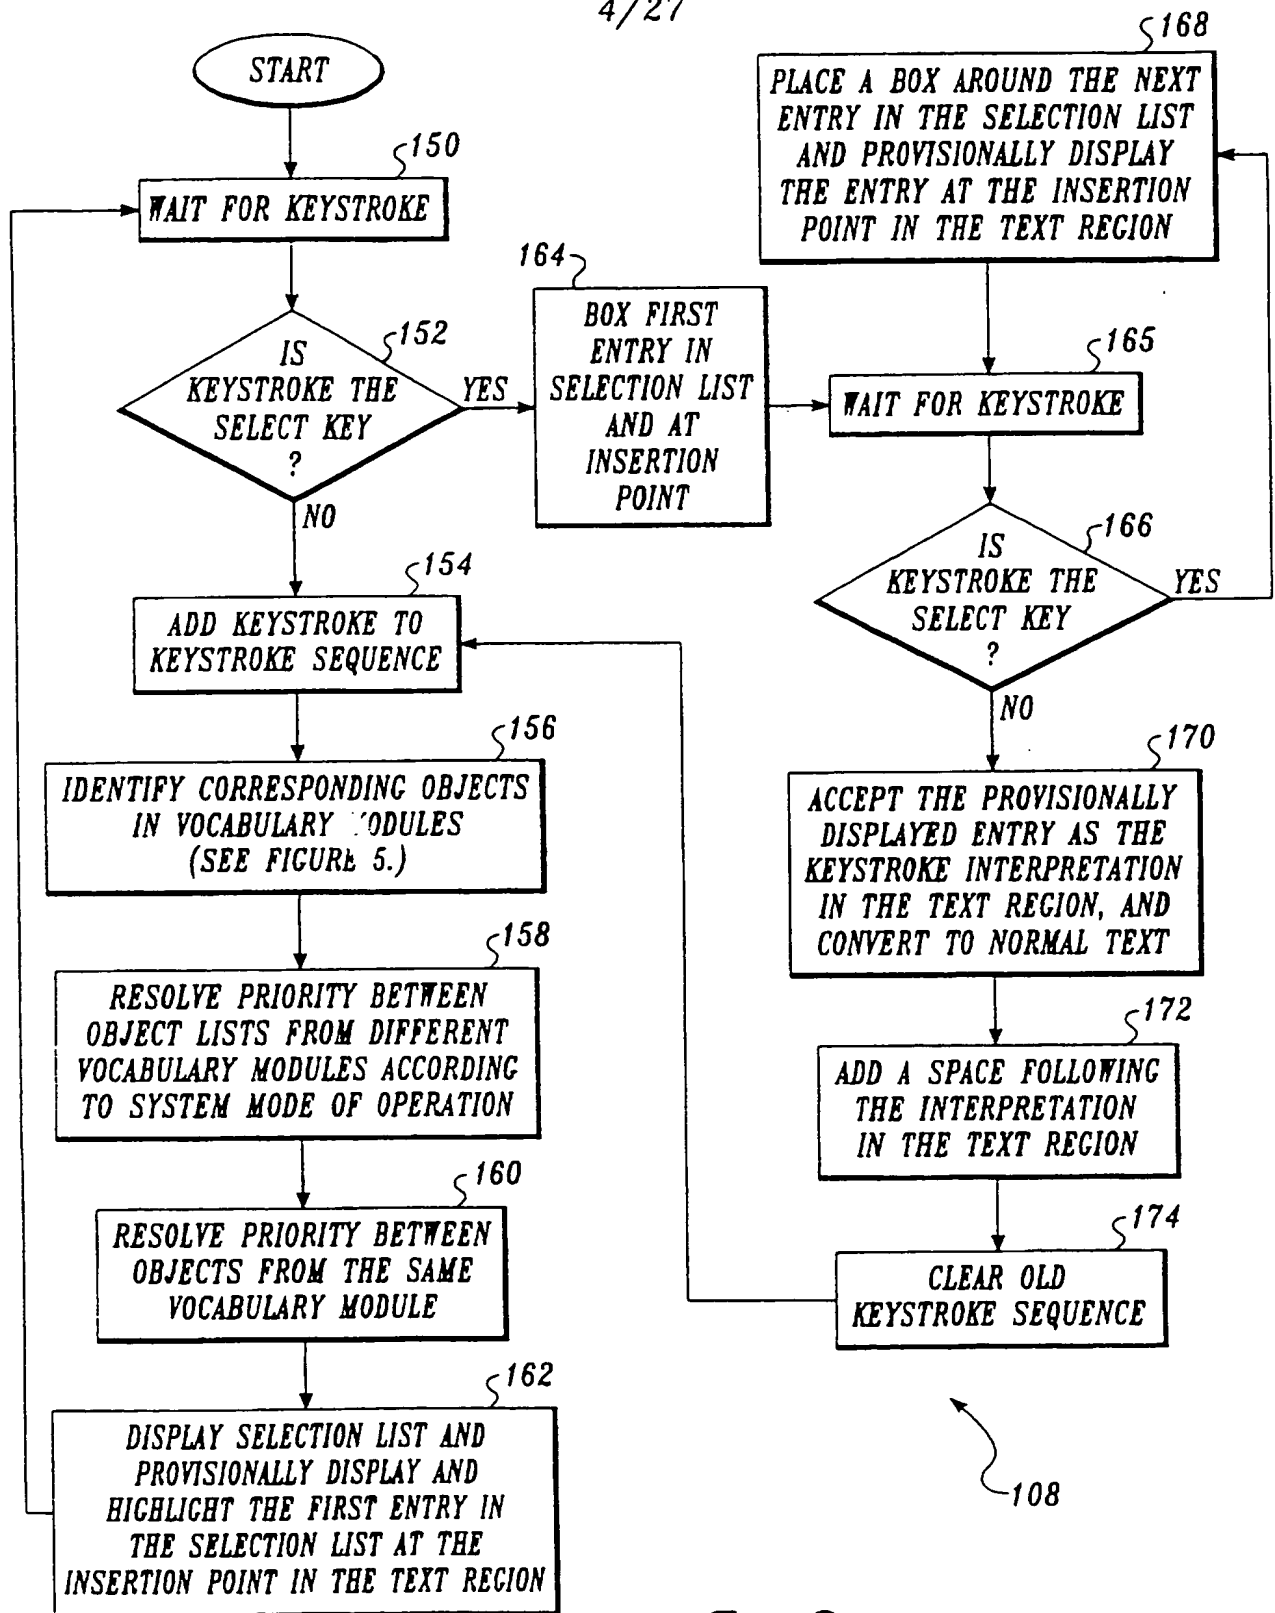 4/27
START
150
WAIT FOR KEYSTROKE
152
IS
KEYSTROKE THE
SELECT KEY
?
YES
NO
154
ADD KEYSTROKE TO
KEYSTROKE SEQUENCE
156
IDENTIFY CORRESPONDING OBJECTS
IN VOCABULARY ODULES
(SEE FIGURE 5.)
158
RESOLVE PRIORITY BETWEEN
OBJECT LISTS FROM DIFFERENT
VOCABULARY MODULES ACCORDING
TO SYSTEM MODE OF OPERATION
160
RESOLVE PRIORITY BETWEEN
OBJECTS FROM THE SAME
VOCABULARY MODULE
162
DISPLAY SELECTION LIST AND
PROVISIONALLY DISPLAY AND
HIGHLIGHT THE FIRST ENTRY IN
THE SELECTION LIST AT THE
INSERTION POINT IN THE TEXT REGION
164
BOX FIRST
ENTRY IN
SELECTION LIST
AND AT
INSERTION
POINT
168
PLACE A BOX AROUND THE NEXT
ENTRY IN THE SELECTION LIST
AND PROVISIONALLY DISPLAY
THE ENTRY AT THE INSERTION
POINT IN THE TEXT REGION
165
WAIT FOR KEYSTROKE
166
IS
KEYSTROKE THE
SELECT KEY
?
YES
NO
170
ACCEPT THE PROVISIONALLY
DISPLAYED ENTRY AS THE
KEYSTROKE INTERPRETATION
IN THE TEXT REGION, AND
CONVERT TO NORMAL TEXT
172
ADD A SPACE FOLLOWING
THE INTERPRETATION
IN THE TEXT REGION
174
CLEAR OLD
KEYSTROKE SEQUENCE
108